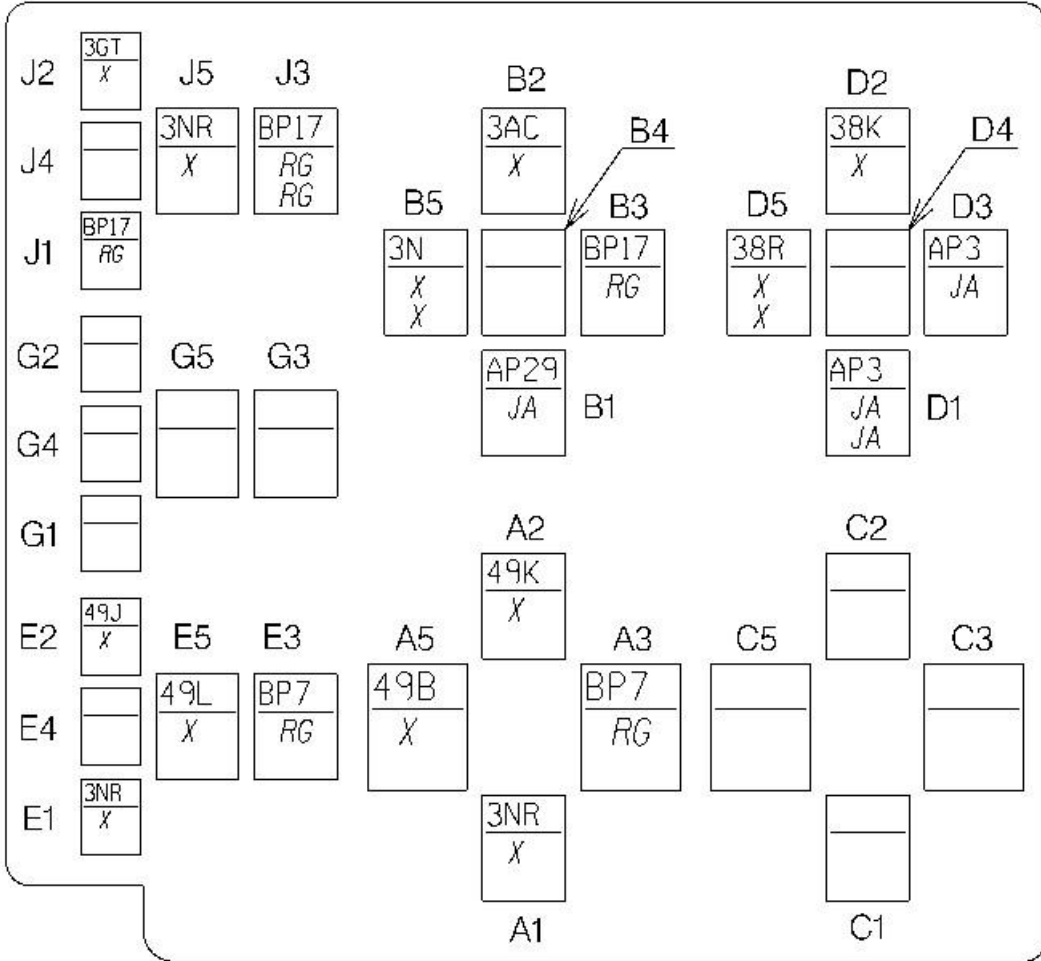 J2
3GT
X
J5
J3
B2
D2
J4
3NR
X
BP17
RG
RG
3AC
X
B4
38K
X
D4
J1
BP17
RG
B5
B3
D5
D3
3N
X
X
BP17
RG
38R
X
X
AP3
JA
G2
G5
G3
AP29
JA
B1
AP3
JA
JA
D1
G4
G1
A2
C2
49K
X
E2
49J
X
E5
E3
A5
A3
C5
C3
49L
X
BP7
RG
49B
X
BP7
RG
E4
E1
3NR
X
3NR
X
A1
C1